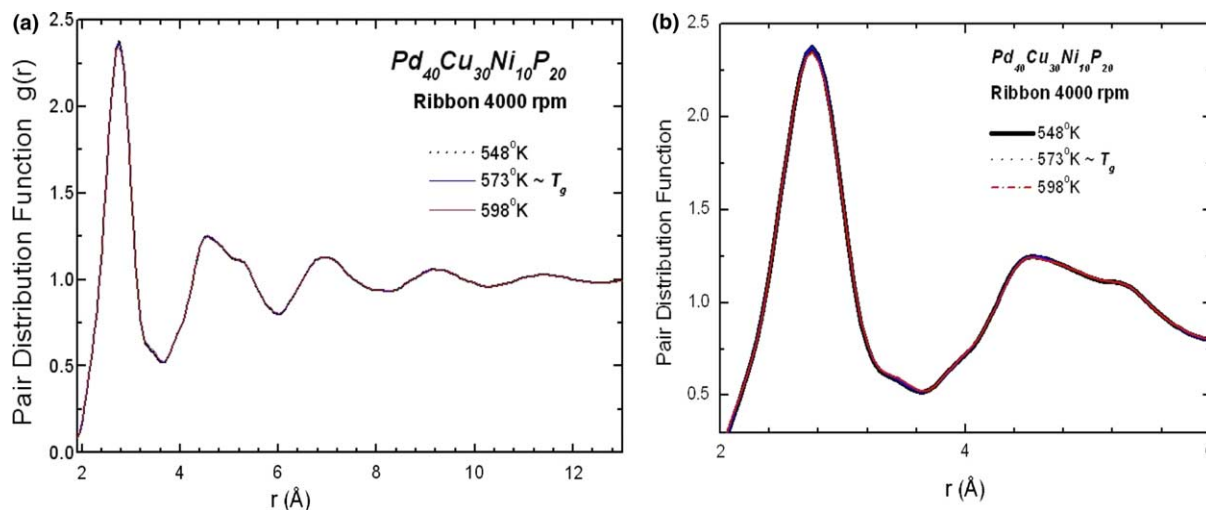 (a)
2.5
2.0
1.5
1.0
0.5
0.0
Pair Distribution Function g(r)
Pd40Cu30Ni10P20
Ribbon 4000 rpm
548⁰K
573⁰K ~ Tg
598⁰K
2 4 6 8 10 12
r (Å)
(b)
2.5
2.0
1.5
1.0
0.5
Pair Distribution Function
Pd40Cu30Ni10P20
Ribbon 4000 rpm
548⁰K
573⁰K ~ Tg
598⁰K
2 4
r (Å)